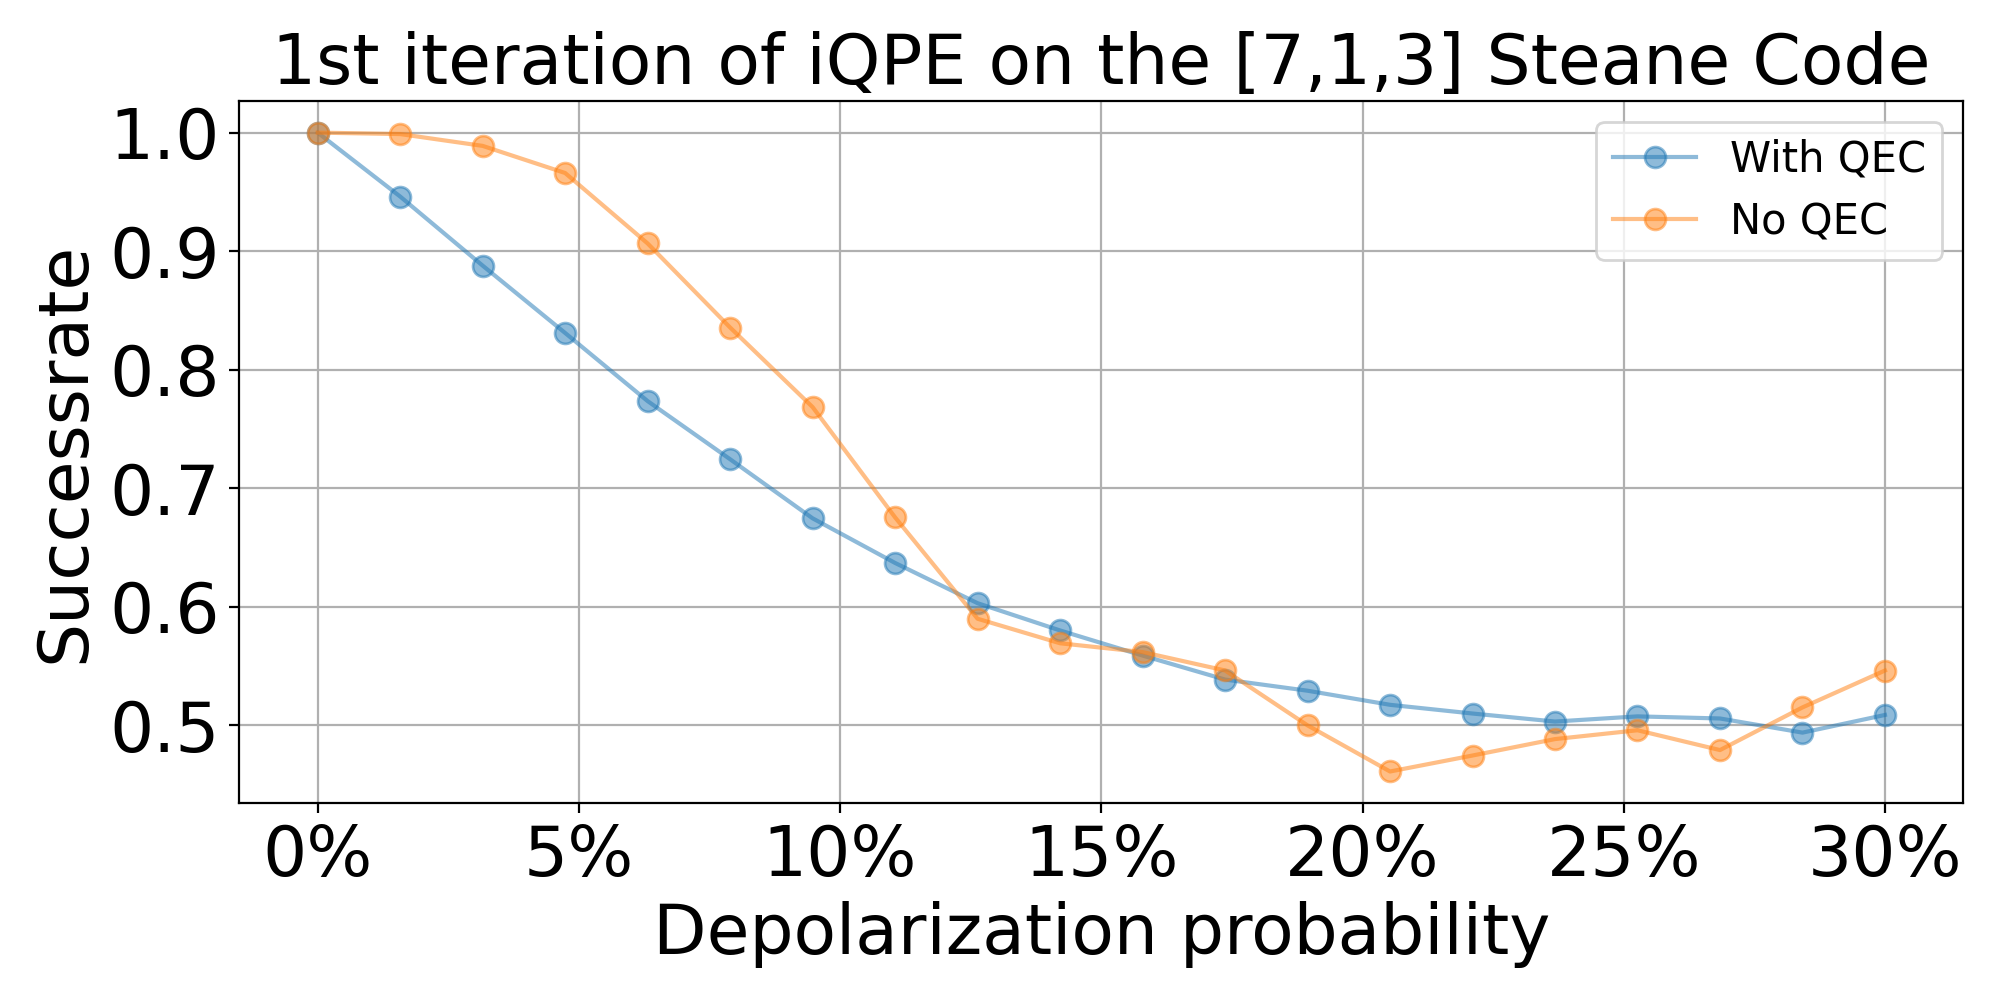 1st iteration of iQPE on the [7,1,3] Steane Code
With QEC
No QEC
Successrate
1.0
0.9
0.8
0.7
0.6
0.5
0% 5% 10% 15% 20% 25% 30%
Depolarization probability